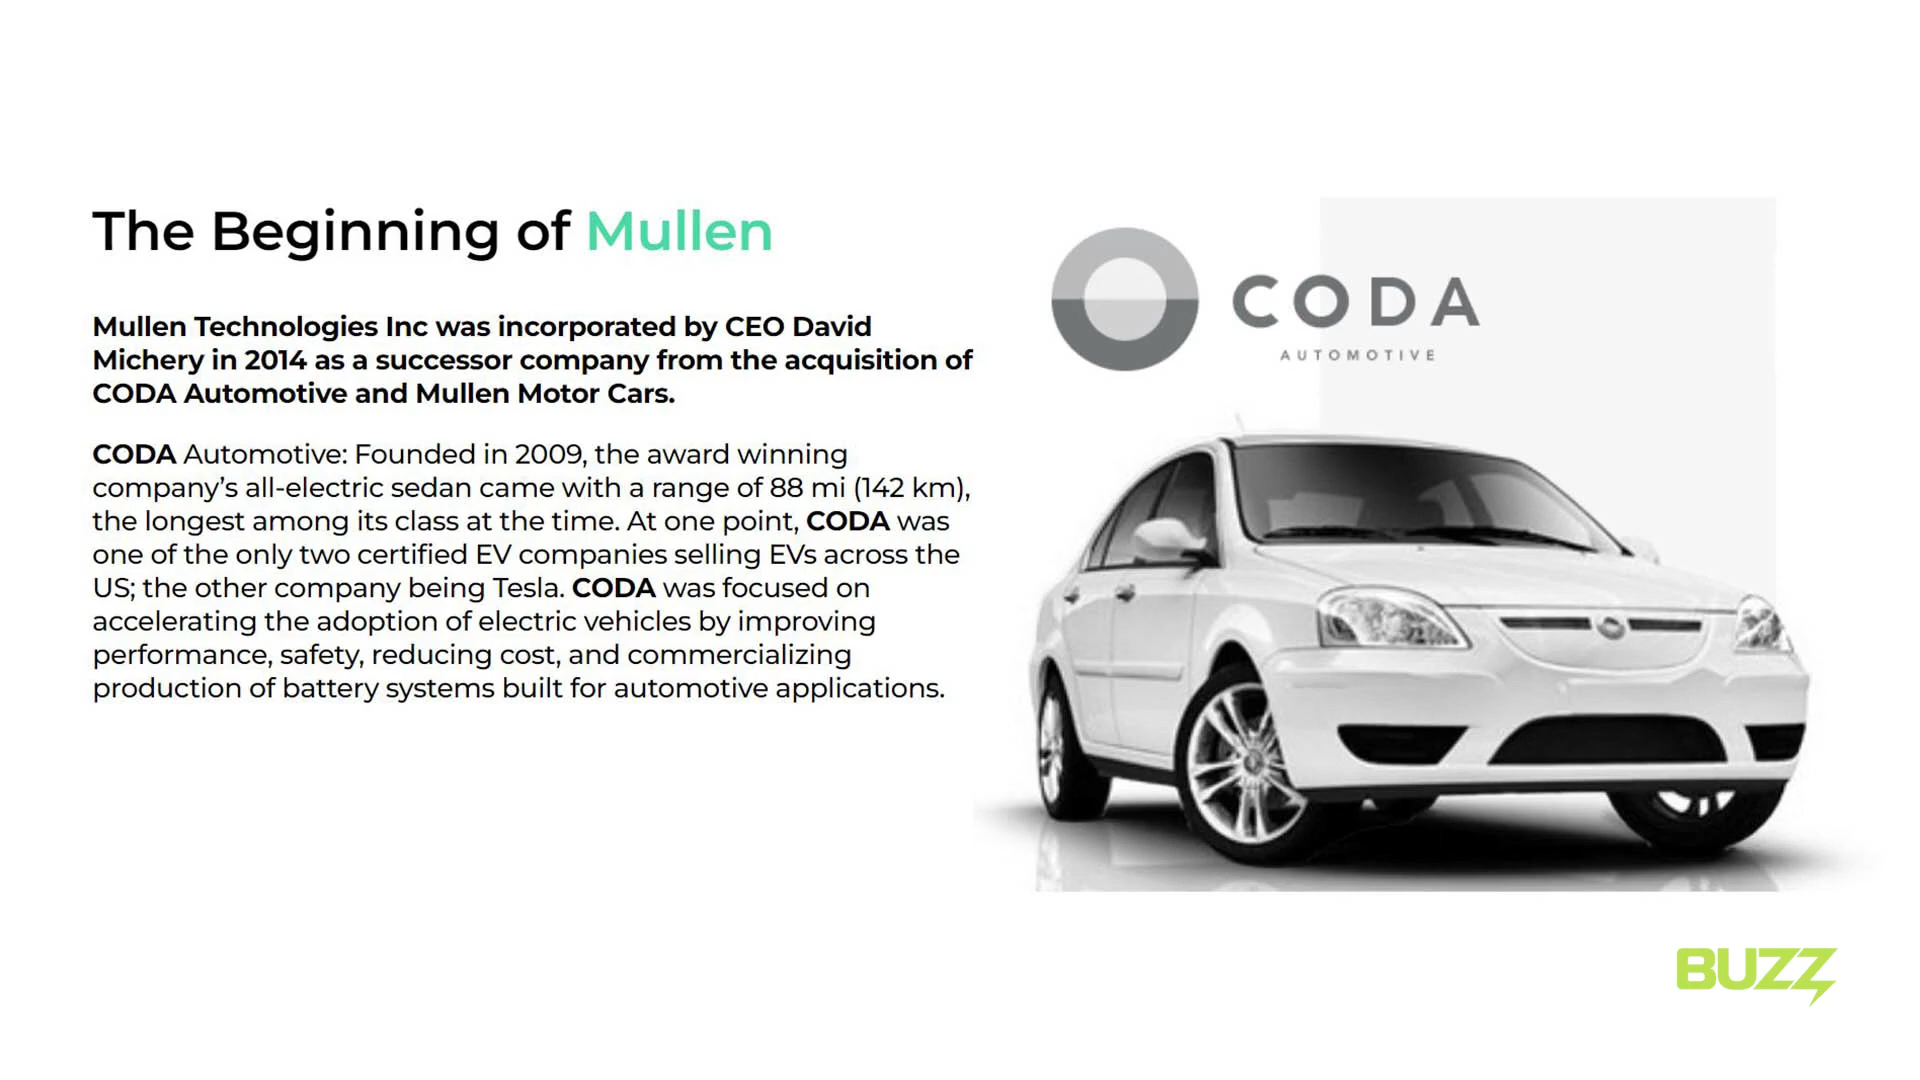 The Beginning of Mullen
Mullen Technologies Inc was incorporated by CEO David
Michery in 2014 as a successor company from the acquisition of
CODA Automotive and Mullen Motor Cars.
CODA Automotive: Founded in 2009, the award winning
company’s all-electric sedan came with a range of 88 mi (142 km),
the longest among its class at the time. At one point, CODA was
one of the only two certified EV companies selling EVs across the
US; the other company being Tesla. CODA was focused on
accelerating the adoption of electric vehicles by improving
performance, safety, reducing cost, and commercializing
production of battery systems built for automotive applications.
CODA
AUTOMOTIVE
BUZZ